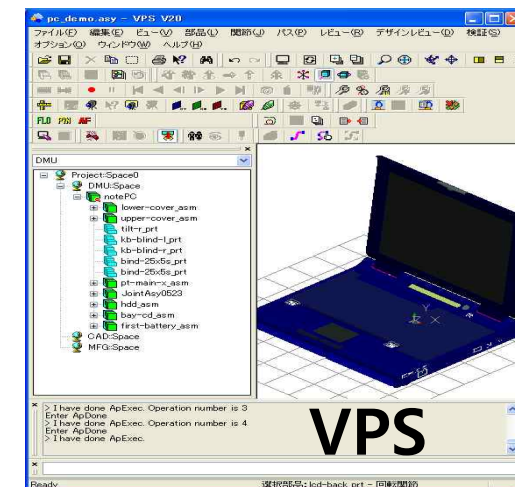 pc_demo.asy - VPS V20
ファイル(F) 編集(E) ビュー(V) 部品(L) 関節(J) パス(P) レビュー(R) デザインレビュー(D) 検証(S)
オプション(O) ウィンドウ(W) ヘルプ(H)
FLO
DMU
Project:Space0
DMU:Space
notePC
lower-cover_asm
upper-cover_asm
tilt-r_prt
kb-blind-l_prt
kb-blind-r_prt
bind-25x5s_prt
bind-25x5s_prt
pt-main-x_asm
JointAsy0523
hdd_asm
bay-cd_asm
first-battery_asm
CAD:Space
MFG:Space
Y
X
> I have done ApExec. Operation number is 3
Enter ApDone
> I have done ApExec. Operation number is 4
Enter ApDone
> I have done ApExec.
VPS
Ready 選択部品: lcd-back_prt - 回転関節